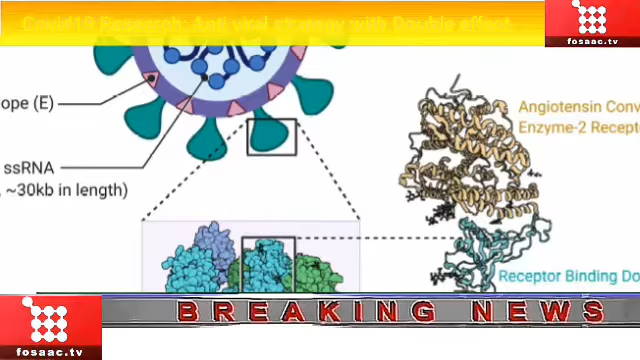 Covid19 Research: Anti viral strategy with Double effect
fosaac.tv
ope (E)
ssRNA
, ~30kb in length)
Angiotensin Conv
Enzyme-2 Recepto
Receptor Binding Do
BREAKING NEWS
fosaac.tv